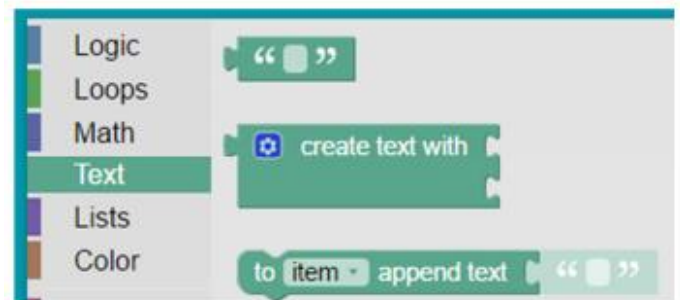 Logic
Loops
Math
Text
Lists
Color
“ ”
create text with
to item append text “ ”